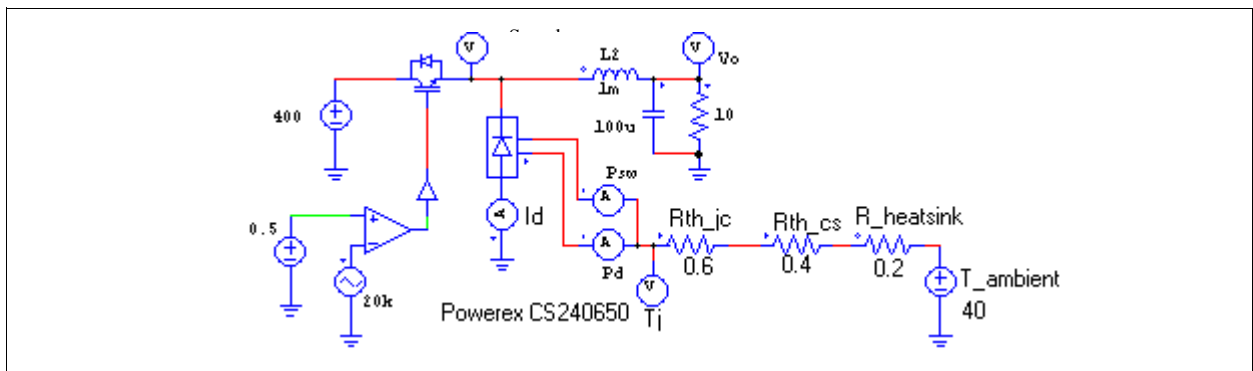 V
V
Vo
L2
1m
400
100u
10
A
Id
Psw
A
A
Pd
0.5
20k
V
Tj
Rth_jc
0.6
Rth_cs
0.4
R_heatsink
0.2
T_ambient
40
Powerex CS240650